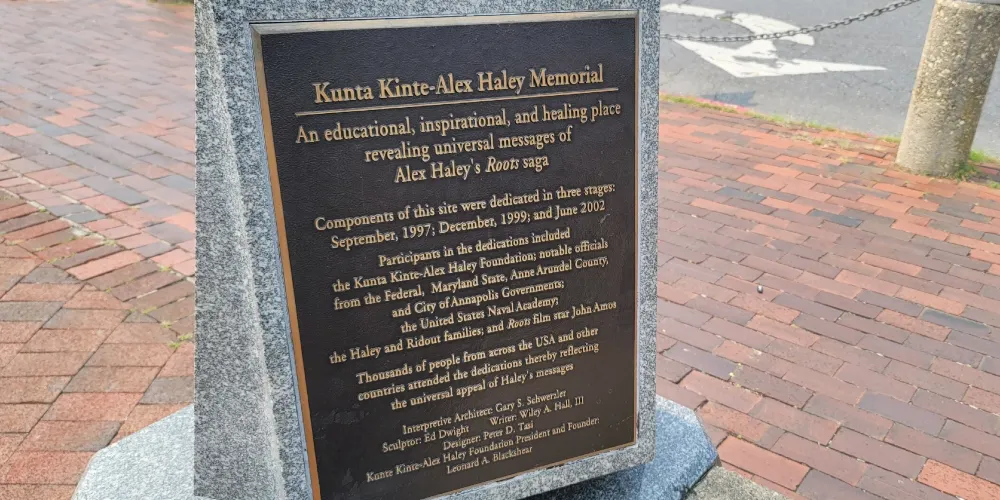 Kunta Kinte-Alex Haley Memorial
An educational, inspirational, and healing place
revealing universal messages of
Alex Haley's Roots saga
Components of this site were dedicated in three stages:
September, 1997; December, 1999; and June 2002
Participants in the dedications included
the Kunta Kinte-Alex Haley Foundation; notable officials
from the Federal, Maryland State, Anne Arundel County,
and City of Annapolis Governments;
the United States Naval Academy;
the Haley and Ridout families; and Roots film star John Amos
Thousands of people from across the USA and other
countries attended the dedications thereby reflecting
the universal appeal of Haley's messages
Interpretive Architect: Gary S. Schwerzler
Sculptor: Ed Dwight Writer: Wiley A. Hall, III
Designer: Peter D. Tasi
Kunte Kinte-Alex Haley Foundation President and Founder:
Leonard A. Blackshear